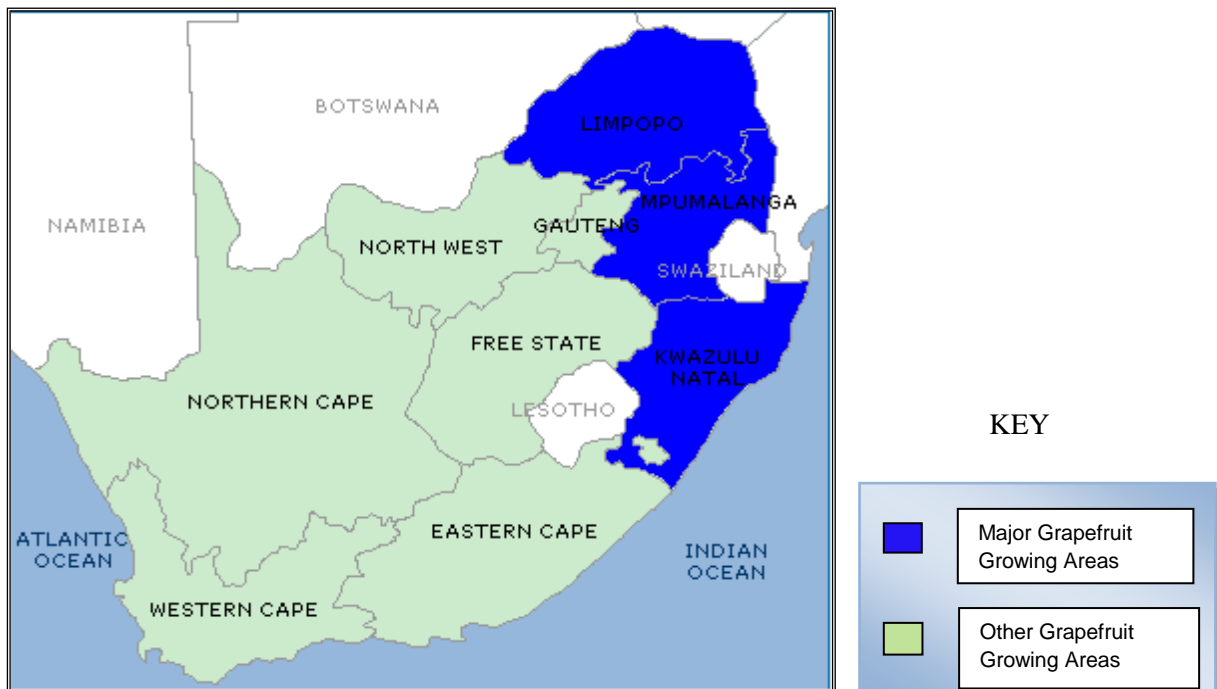 BOTSWANA
LIMPOPO
NAMIBIA
MPUMALANGA
GAUTENG
NORTH WEST
SWAZILAND
FREE STATE
KWAZULU
NATAL
NORTHERN CAPE
LESOTHO
EASTERN CAPE
ATLANTIC
OCEAN
INDIAN
OCEAN
WESTERN CAPE
KEY
Major Grapefruit
Growing Areas
Other Grapefruit
Growing Areas